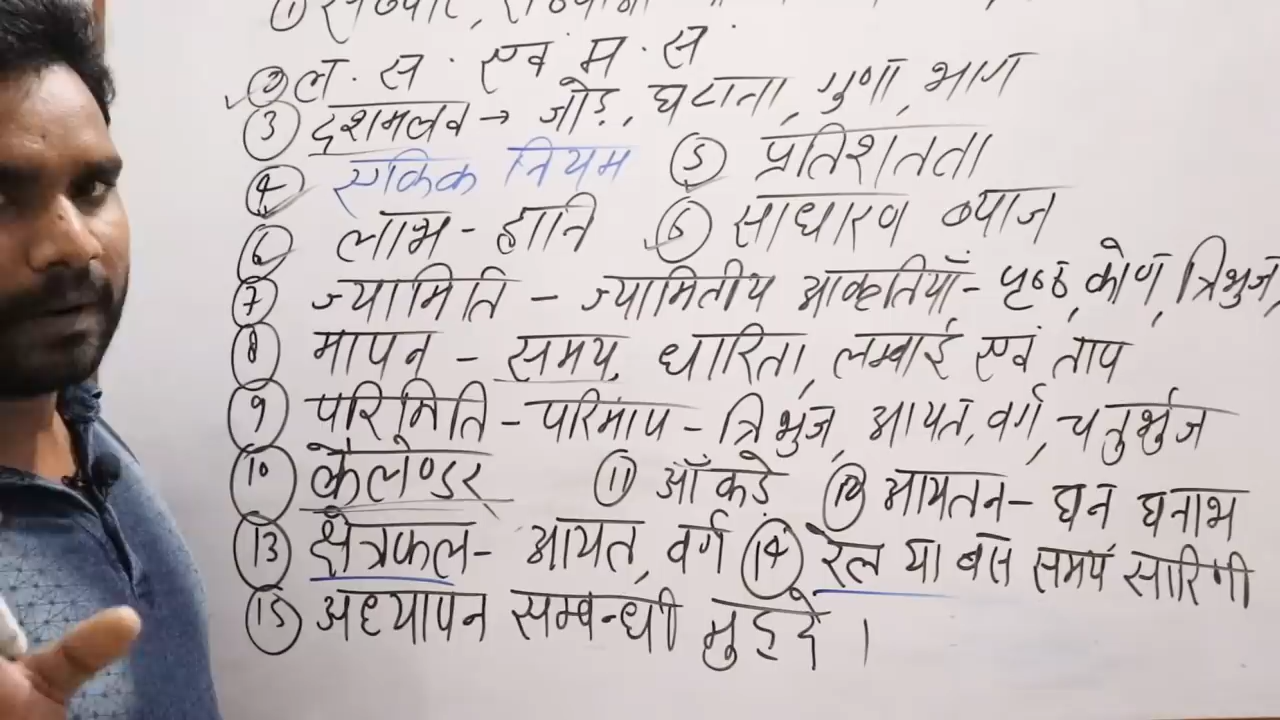 ② ल. स. एवं म. स.
③ दशमलव → जोड़, घटाना, गुणा, भाग
④ एकिक नियम ⑤ प्रतिशतता
⑥ लाभ - हानि ⑥ साधारण ब्याज
⑦ ज्यामिति - ज्यामितीय आकृतियाँ - पृष्ठ, कोण, त्रिभुज,
⑧ मापन - समय, धारिता, लम्बाई एवं ताप
⑨ परिमिति - परिमाप - त्रिभुज, आयत, वर्ग, चतुर्भुज
⑩ कैलेण्डर ⑪ आँकड़े ⑫ आयतन - घन, घनाभ
⑬ क्षेत्रफल - आयत, वर्ग ⑭ रेल या बस समय सारिणी
⑮ अध्यापन सम्बन्धी मुद्दे ।